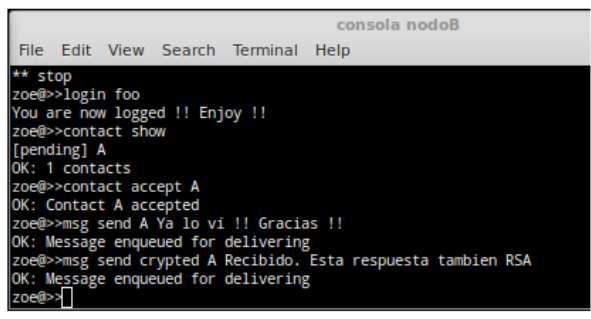 consola nodoB
File Edit View Search Terminal Help
** stop
zoe@>>login foo
You are now logged !! Enjoy !!
zoe@>>contact show
[pending] A
OK: 1 contacts
zoe@>>contact accept A
OK: Contact A accepted
zoe@>>msg send A Ya lo ví !! Gracias !!
OK: Message enqueued for delivering
zoe@>>msg send crypted A Recibido. Esta respuesta tambien RSA
OK: Message enqueued for delivering
zoe@>>